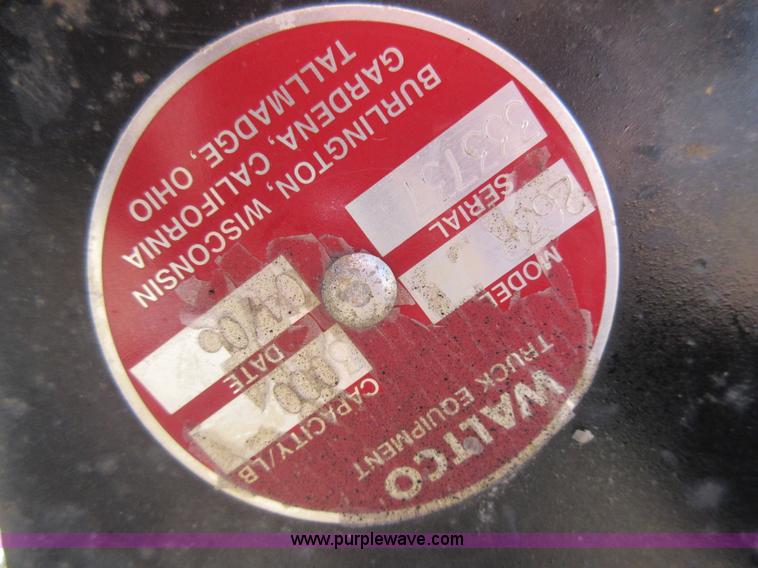 WALTCO
TRUCK EQUIPMENT
MODEL
SERIAL
CAPACITY/LB
DATE
BURLINGTON, WISCONSIN
GARDENA, CALIFORNIA
TALLMADGE, OHIO
www.purplewave.com